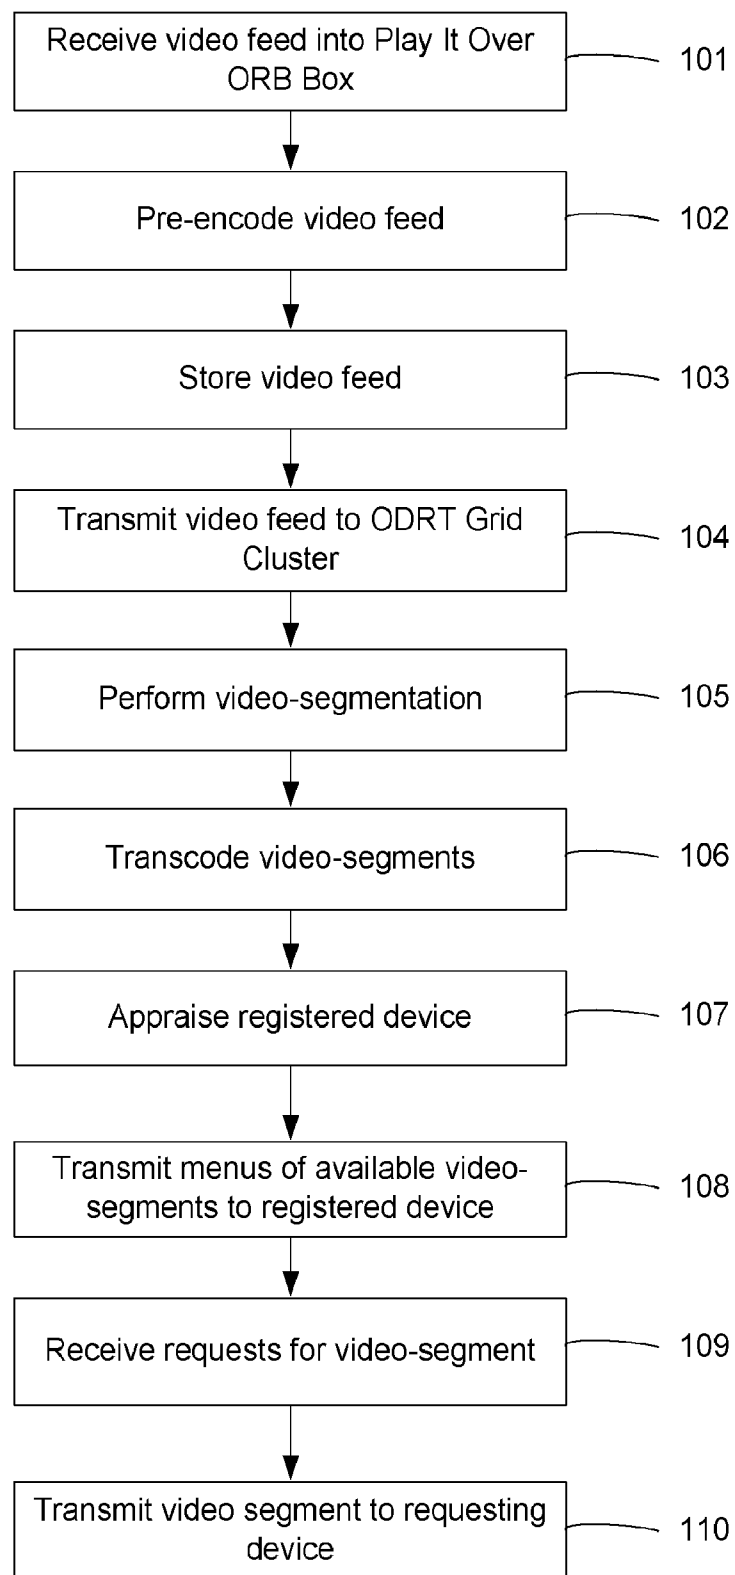 Receive video feed into Play It Over
ORB Box
101
Pre-encode video feed
102
Store video feed
103
Transmit video feed to ODRT Grid
Cluster
104
Perform video-segmentation
105
Transcode video-segments
106
Appraise registered device
107
Transmit menus of available video-
segments to registered device
108
Receive requests for video-segment
109
Transmit video segment to requesting
device
110